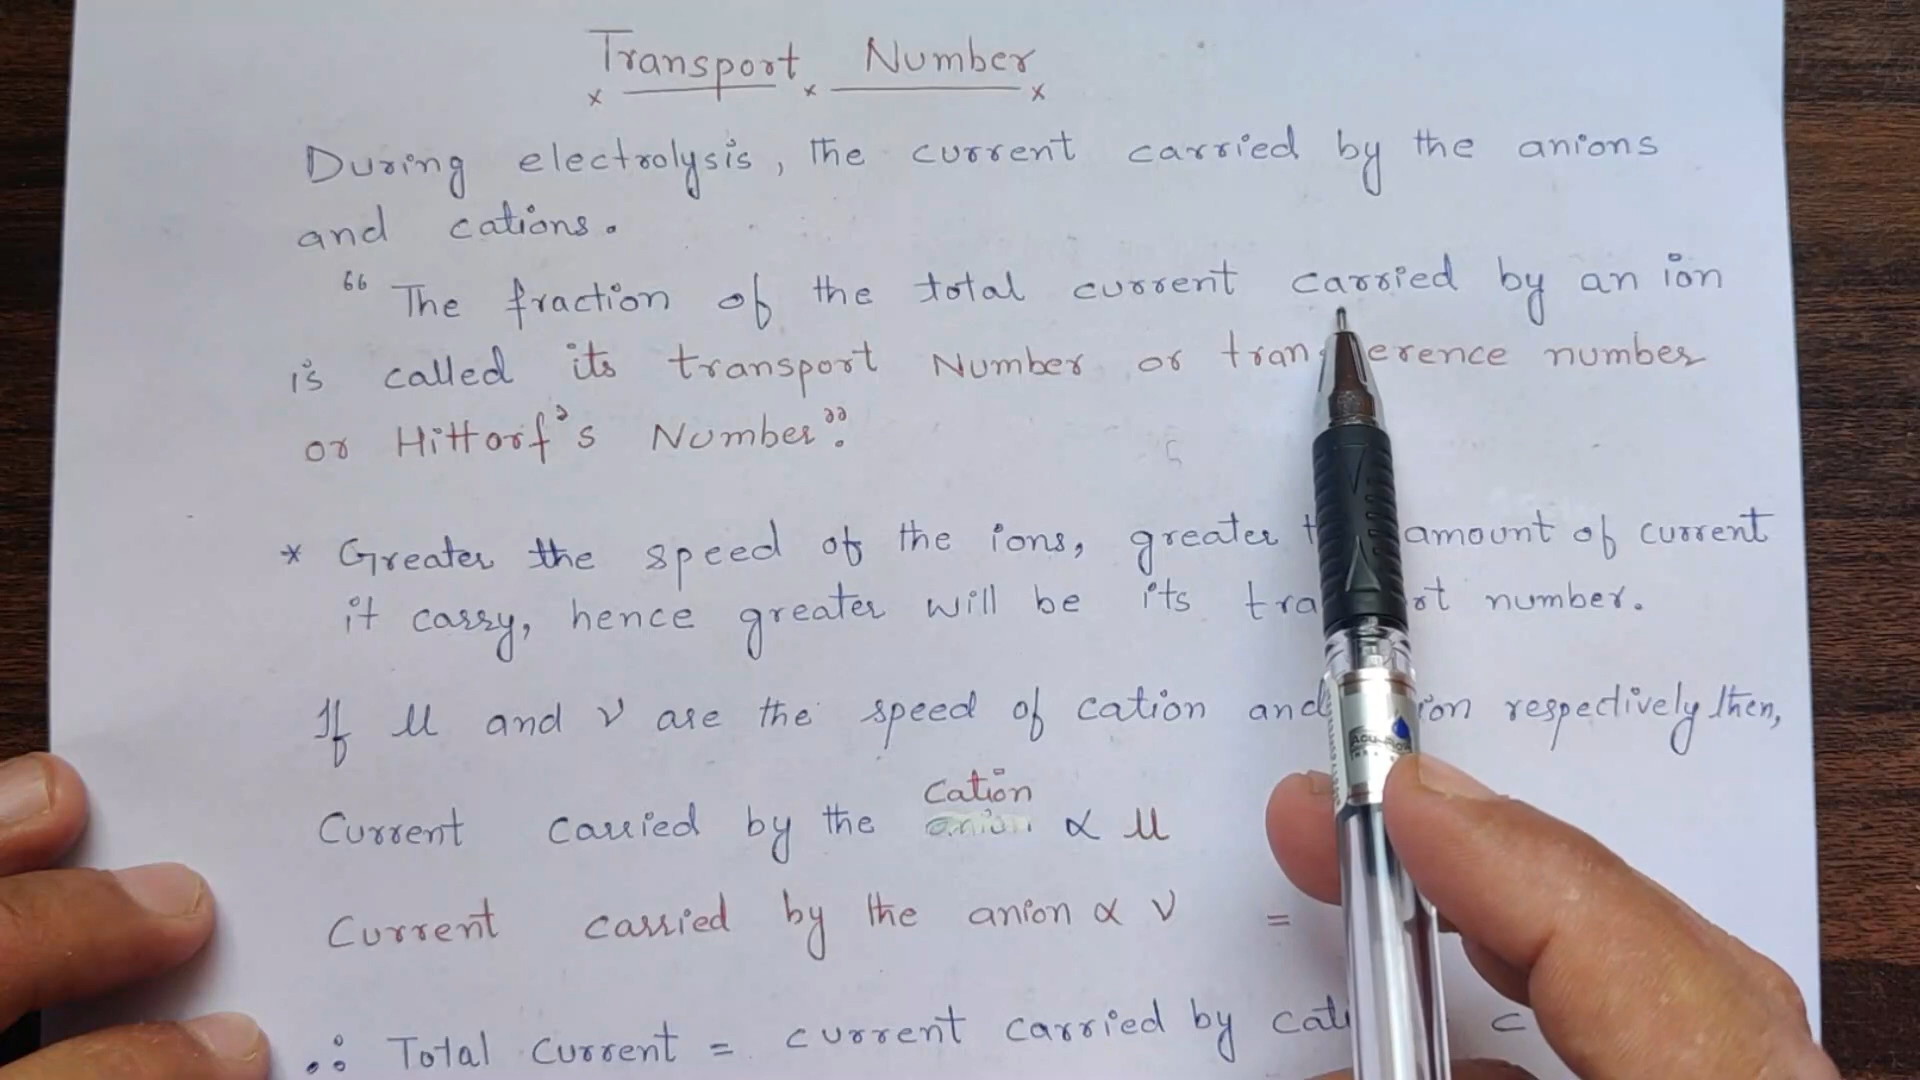 Transport Number
During electrolysis, the current carried by the anions
and cations.
“The fraction of the total current carried by an ion
is called its transport Number or tran erence number
or Hittorf's Number”.
* Greater the speed of the ions, greater amount of current
it carry, hence greater will be its tra rt number.
If u and v are the speed of cation and ion respectively then,
Cation
Current carried by the anion ∝ u
Current carried by the anion ∝ v =
∴ Total Current = current carried by cati c